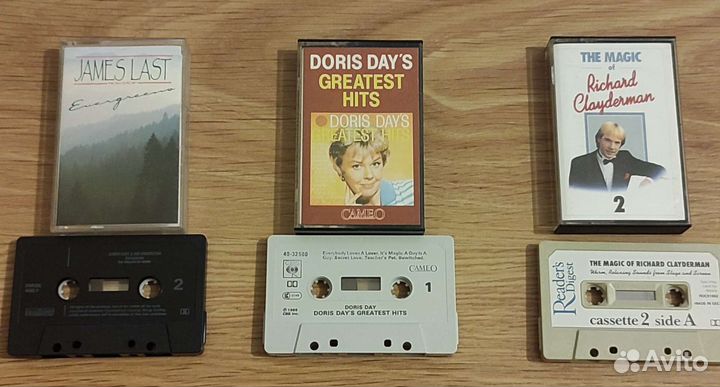 JAMES LAST
Evergreens
DORIS DAY'S
GREATEST
HITS
DORIS DAY'S
GREATEST HITS
CAMEO
THE MAGIC
of
Richard
Clayderman
2
2
40-32500
Everybody Loves A Lover. It's Magic. A Guy Is A
Guy. Secret Love. Teacher's Pet. Bewitched.
CBS
CAMEO
1
DORIS DAY
DORIS DAY'S GREATEST HITS
Reader's
Digest
THE MAGIC OF RICHARD CLAYDERMAN
Warm, Relaxing Sounds from Stage and Screen
cassette 2 side A
Avito